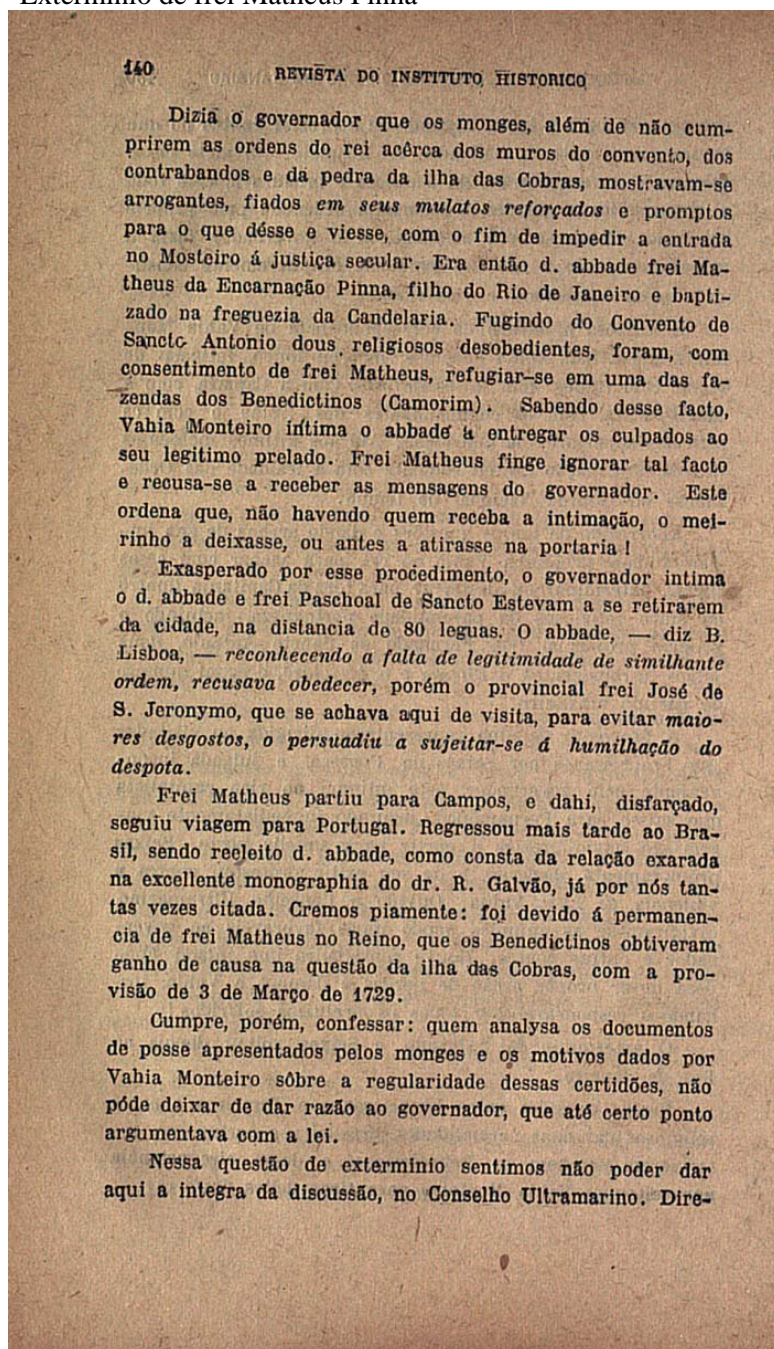 Extermínio de frei Matheus Pinna
140 REVISTA DO INSTITUTO HISTORICO
Dizia o governador que os monges, além de não cum-
prirem as ordens do rei acêrca dos muros do convento, dos
contrabandos e da pedra da ilha das Cobras, mostravam-se
arrogantes, fiados em seus mulatos reforçados e promptos
para o que désse e viesse, com o fim de impedir a entrada
no Mosteiro á justiça secular. Era então d. abbade frei Ma-
theus da Encarnação Pinna, filho do Rio de Janeiro e bapti-
zado na freguezia da Candelaria. Fugindo do Convento de
Sancto Antonio dous religiosos desobedientes, foram, com
consentimento de frei Matheus, refugiar-se em uma das fa-
zendas dos Benedictinos (Camorim). Sabendo desse facto,
Vahia Monteiro intima o abbade a entregar os culpados ao
seu legitimo prelado. Frei Matheus finge ignorar tal facto
e recusa-se a receber as mensagens do governador. Este
ordena que, não havendo quem receba a intimação, o mei-
rinho a deixasse, ou antes a atirasse na portaria !
Exasperado por esse procedimento, o governador intima
o d. abbade e frei Paschoal de Sancto Estevam a se retirarem
da cidade, na distancia de 80 leguas. O abbade, — diz B.
Lisboa, — reconhecendo a falta de legitimidade de similhante
ordem, recusava obedecer, porém o provincial frei José de
S. Jeronymo, que se achava aqui de visita, para evitar maio-
res desgostos, o persuadiu a sujeitar-se á humilhação do
despota.
Frei Matheus partiu para Campos, e dahi, disfarçado,
seguiu viagem para Portugal. Regressou mais tarde ao Bra-
sil, sendo reeleito d. abbade, como consta da relação exarada
na excellente monographia do dr. R. Galvão, já por nós tan-
tas vezes citada. Cremos piamente: foi devido á permanen-
cia de frei Matheus no Reino, que os Benedictinos obtiveram
ganho de causa na questão da ilha das Cobras, com a pro-
visão de 3 de Março de 1729.
Cumpre, porém, confessar: quem analysa os documentos
de posse apresentados pelos monges e os motivos dados por
Vahia Monteiro sôbre a regularidade dessas certidões, não
póde deixar de dar razão ao governador, que até certo ponto
argumentava com a lei.
Nessa questão de exterminio sentimos não poder dar
aqui a integra da discussão, no Conselho Ultramarino. Dire-